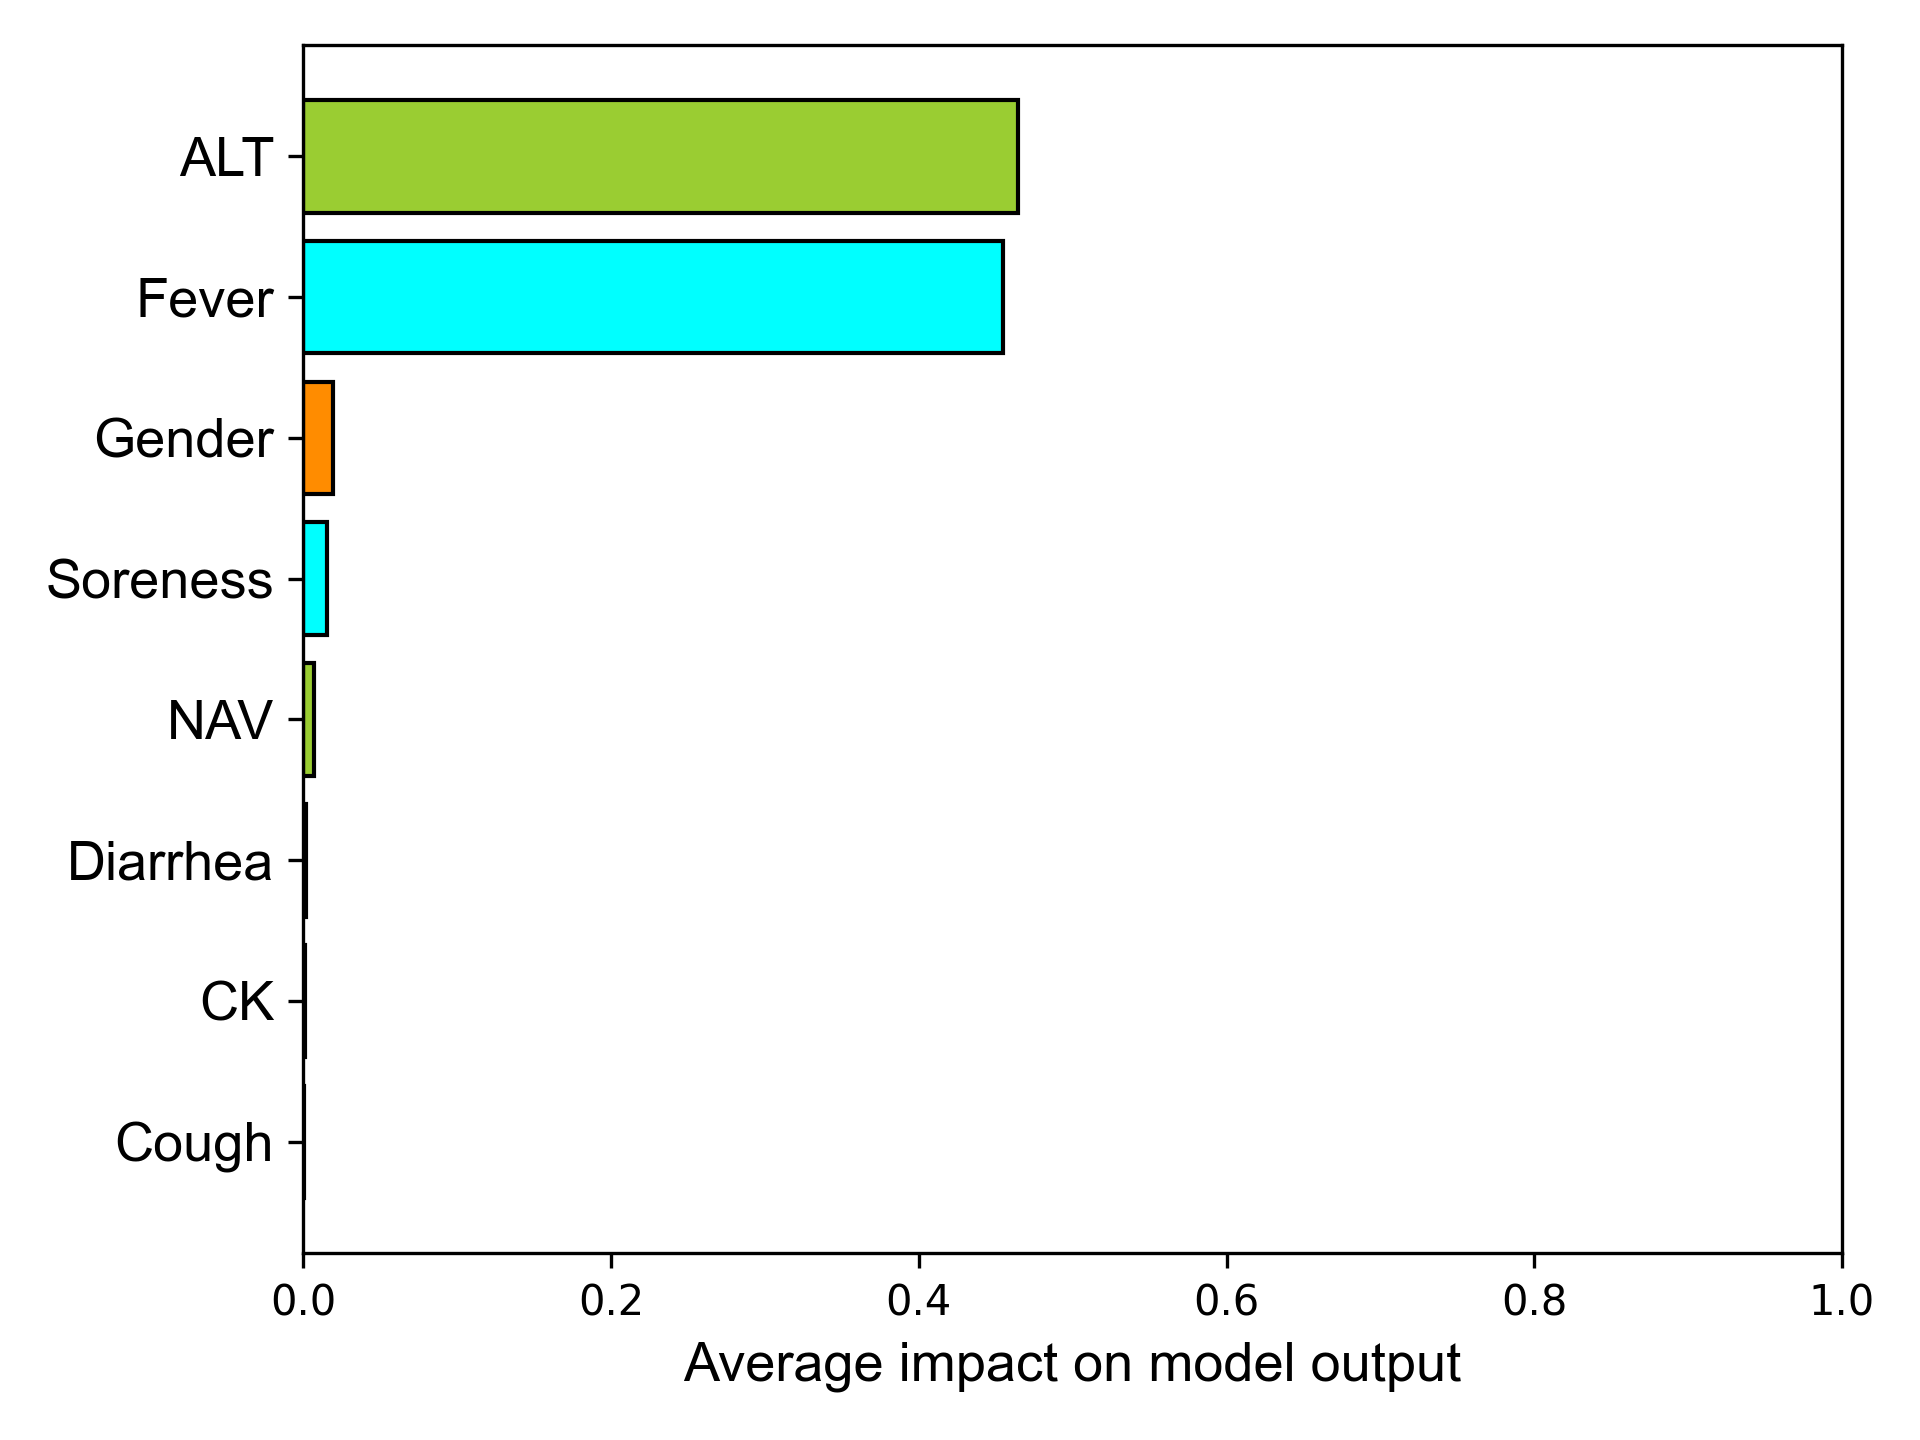 ALT
Fever
Gender
Soreness
NAV
Diarrhea
CK
Cough
0.0 0.2 0.4 0.6 0.8 1.0
Average impact on model output